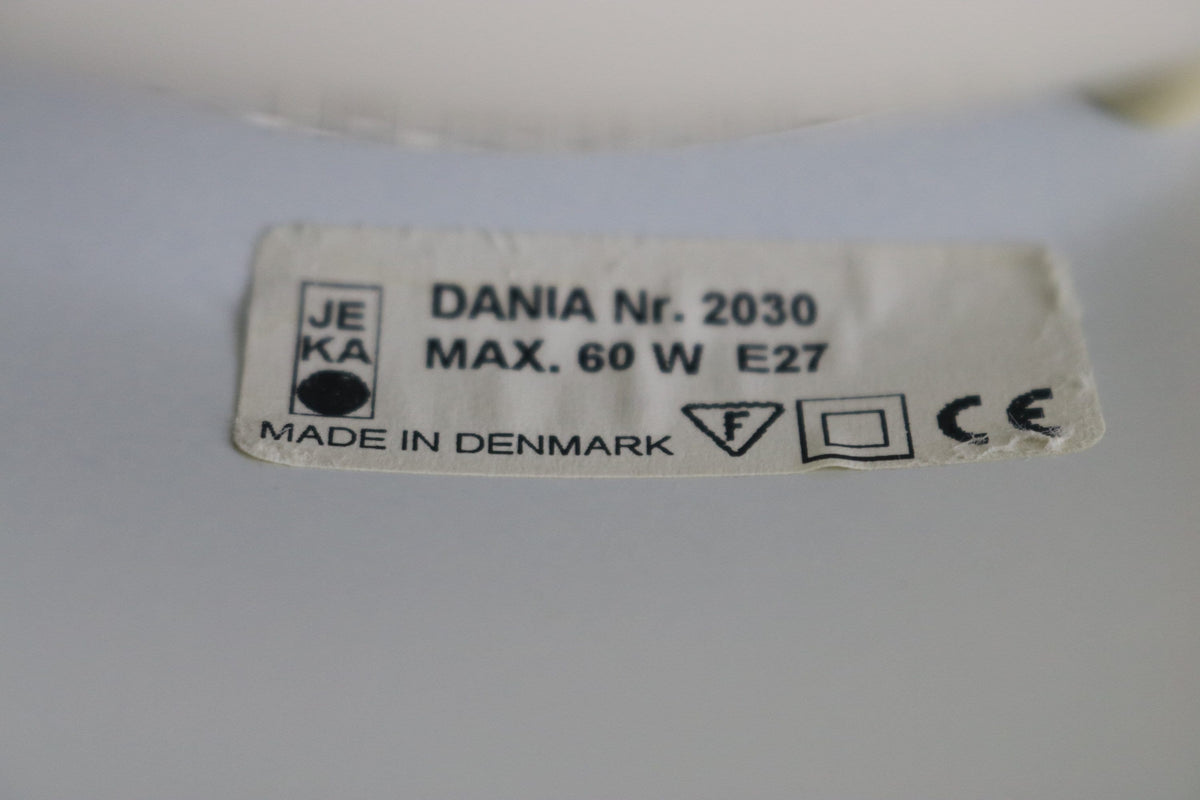 JE
KA
DANIA Nr. 2030
MAX. 60 W E27
MADE IN DENMARK
F
CE